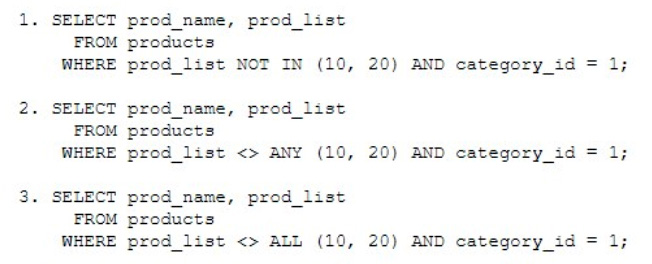 1. SELECT prod_name, prod_list
FROM products
WHERE prod_list NOT IN (10, 20) AND category_id = 1;
2. SELECT prod_name, prod_list
FROM products
WHERE prod_list <> ANY (10, 20) AND category_id = 1;
3. SELECT prod_name, prod_list
FROM products
WHERE prod_list <> ALL (10, 20) AND category_id = 1;